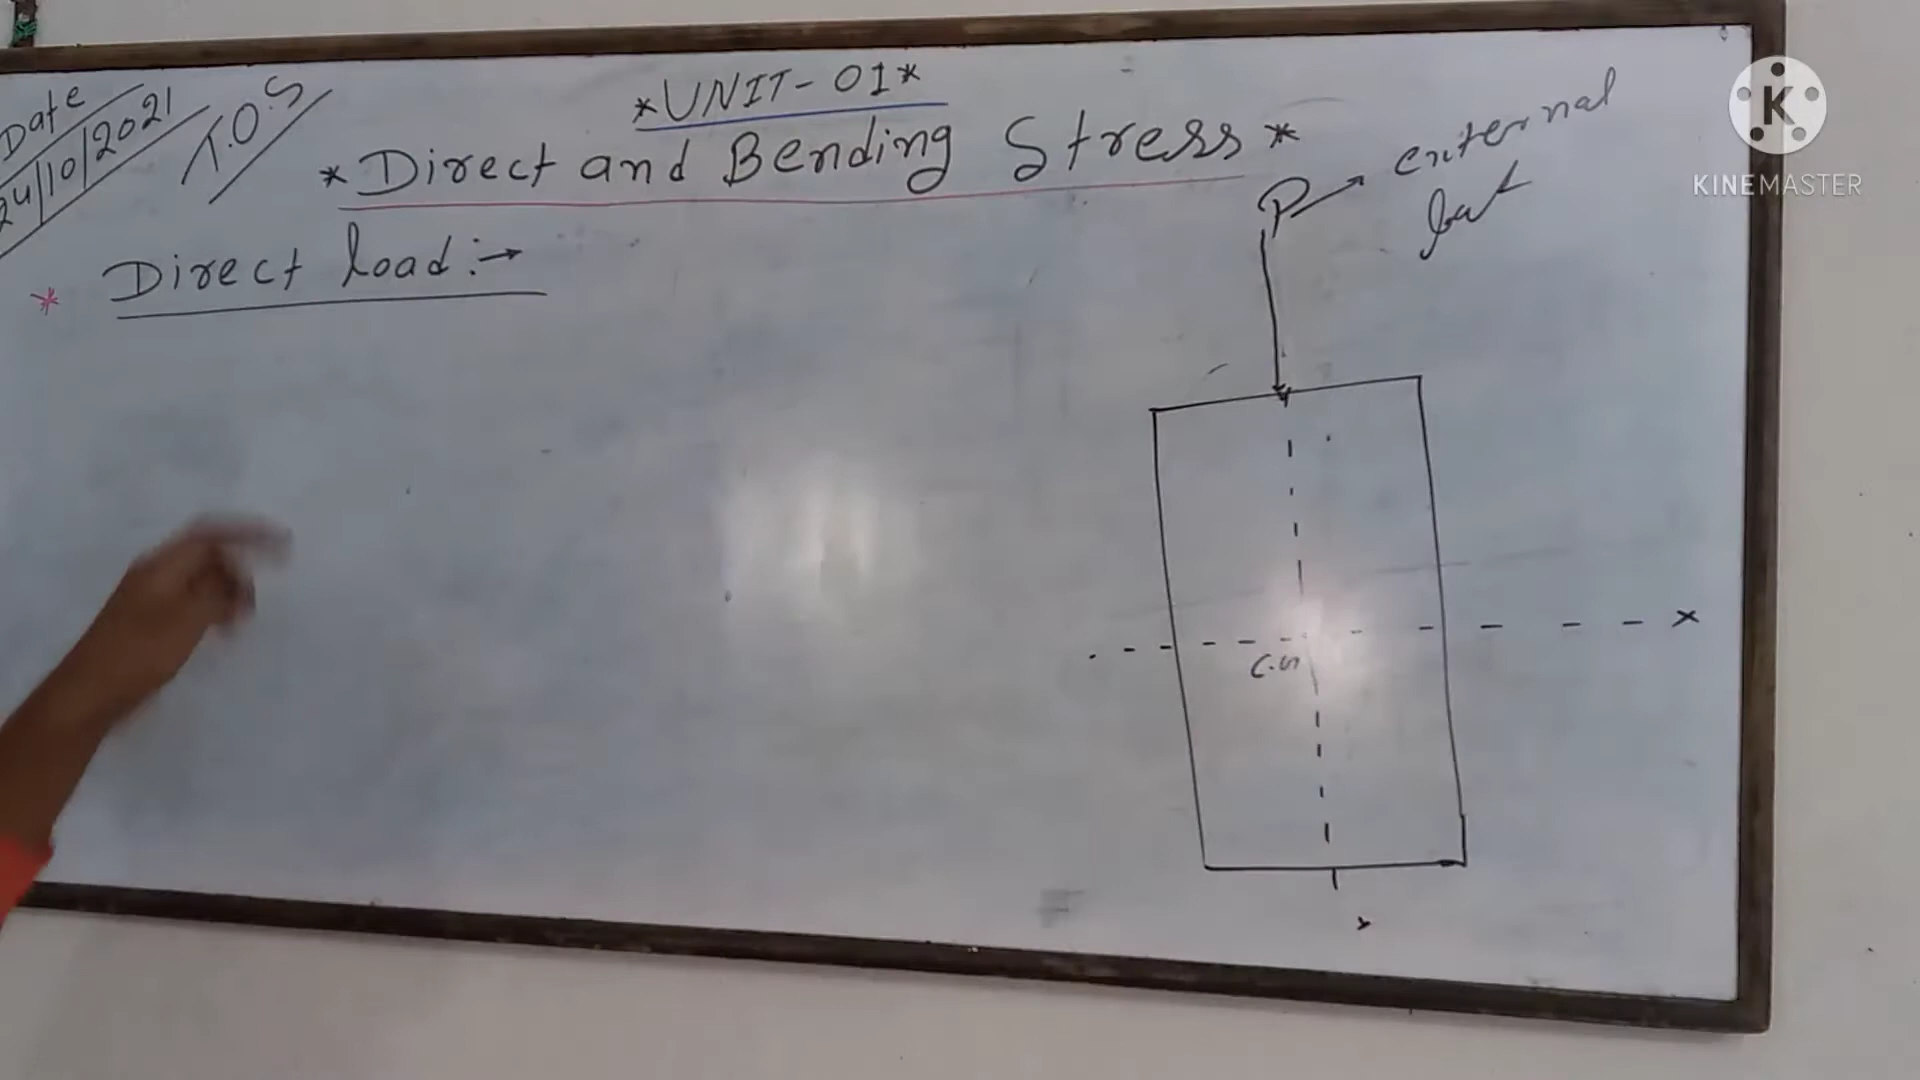 Date
24/10/2021
T.O.S
*UNIT-01*
*Direct and Bending Stress*
* Direct load:→
P → external
x
KINEMASTER